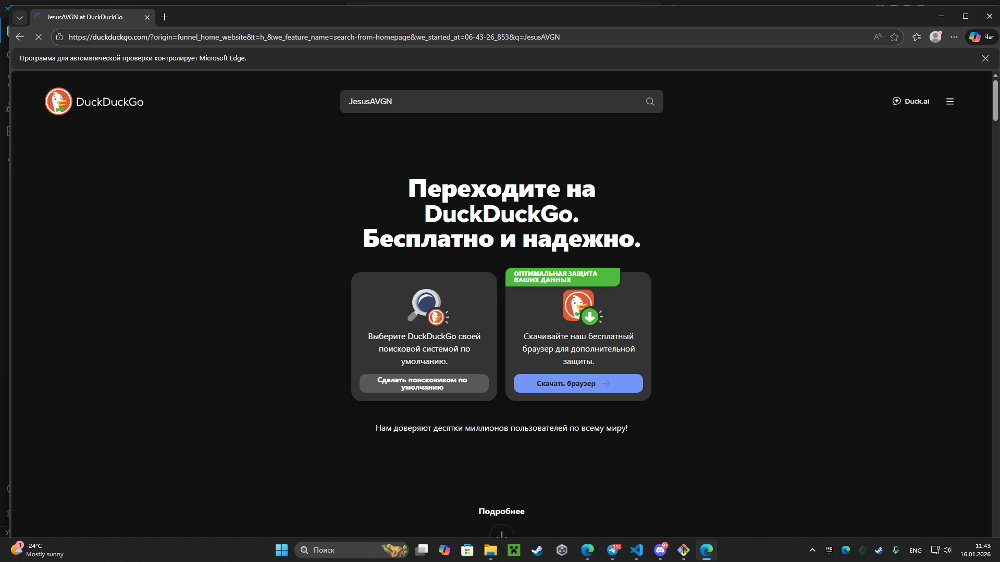 JesusAVGN at DuckDuckGo
https://duckduckgo.com/?origin=funnel_home_website&t=h_&we_feature_name=search-from-homepage&we_started_at=06-43-26_853&q=JesusAVGN
Чат
Программа для автоматической проверки контролирует Microsoft Edge.
DuckDuckGo
JesusAVGN
Duck.ai
Переходите на
DuckDuckGo.
Бесплатно и надежно.
Выберите DuckDuckGo своей
поисковой системой по
умолчанию.
Сделать поисковиком по
умолчанию
ОПТИМАЛЬНАЯ ЗАЩИТА
ВАШИХ ДАННЫХ
Скачивайте наш бесплатный
браузер для дополнительной
защиты.
Скачать браузер
Нам доверяют десятки миллионов пользователей по всему миру!
Подробнее
1
-24°C
Mostly sunny
Поиск
350
9+
EPIC
ENG
11:43
16.01.2026